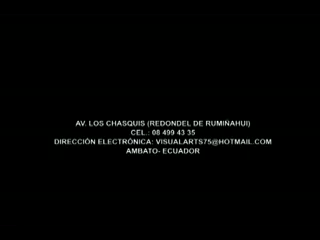 AV. LOS CHASQUIS (REDONDEL DE RUMIÑAHUI)
CEL.: 08 499 43 35
DIRECCIÓN ELECTRÓNICA: VISUALARTS75@HOTMAIL.COM
AMBATO- ECUADOR